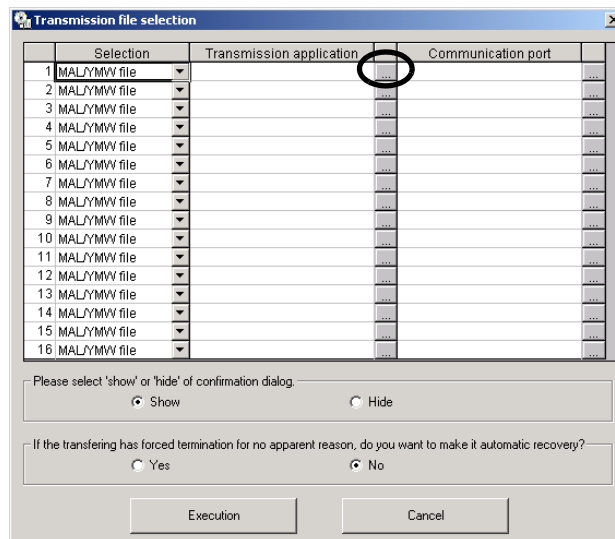 Transmission file selection
Selection Transmission application Communication port
1 MAL/YMW file ... ...
2 MAL/YMW file ... ...
3 MAL/YMW file ... ...
4 MAL/YMW file ... ...
5 MAL/YMW file ... ...
6 MAL/YMW file ... ...
7 MAL/YMW file ... ...
8 MAL/YMW file ... ...
9 MAL/YMW file ... ...
10 MAL/YMW file ... ...
11 MAL/YMW file ... ...
12 MAL/YMW file ... ...
13 MAL/YMW file ... ...
14 MAL/YMW file ... ...
15 MAL/YMW file ... ...
16 MAL/YMW file ... ...
Please select 'show' or 'hide' of confirmation dialog.
Show Hide
If the transfering has forced termination for no apparent reason, do you want to make it automatic recovery?
Yes No
Execution Cancel